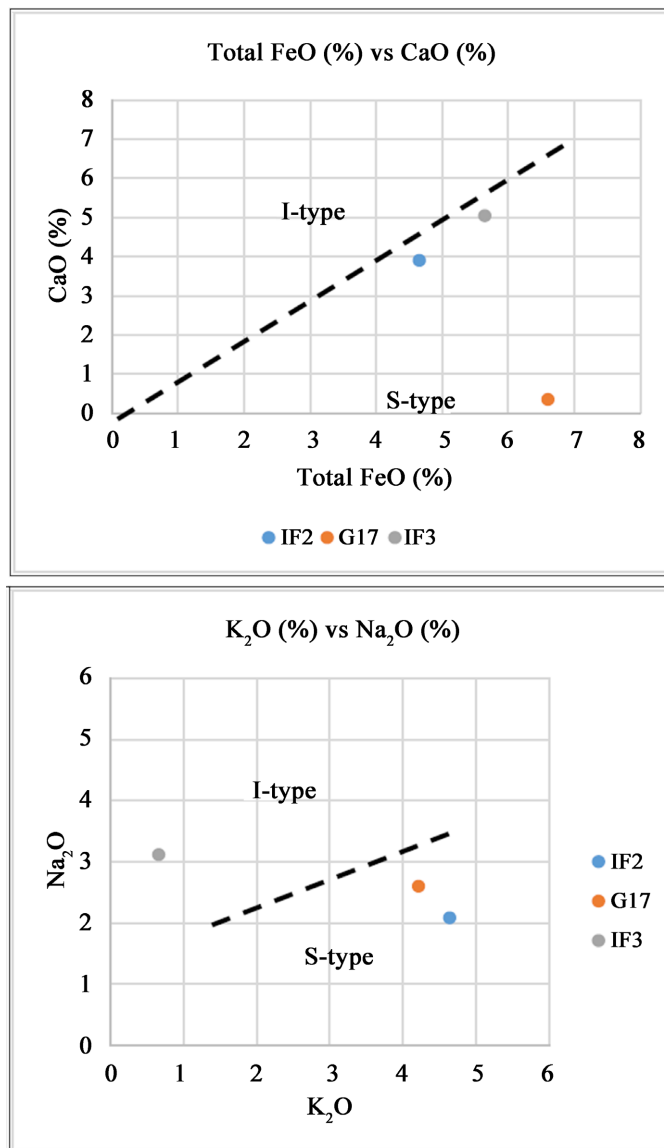 Total FeO (%) vs CaO (%)
8
7
6
I-type
5
CaO (%)
4
3
2
1
S-type
0
0 1 2 3 4 5 6 7 8
Total FeO (%)
IF2 G17 IF3
K₂O (%) vs Na₂O (%)
6
5
I-type
4
Na₂O
3
IF2
G17
IF3
2
S-type
1
0
0 1 2 3 4 5 6
K₂O